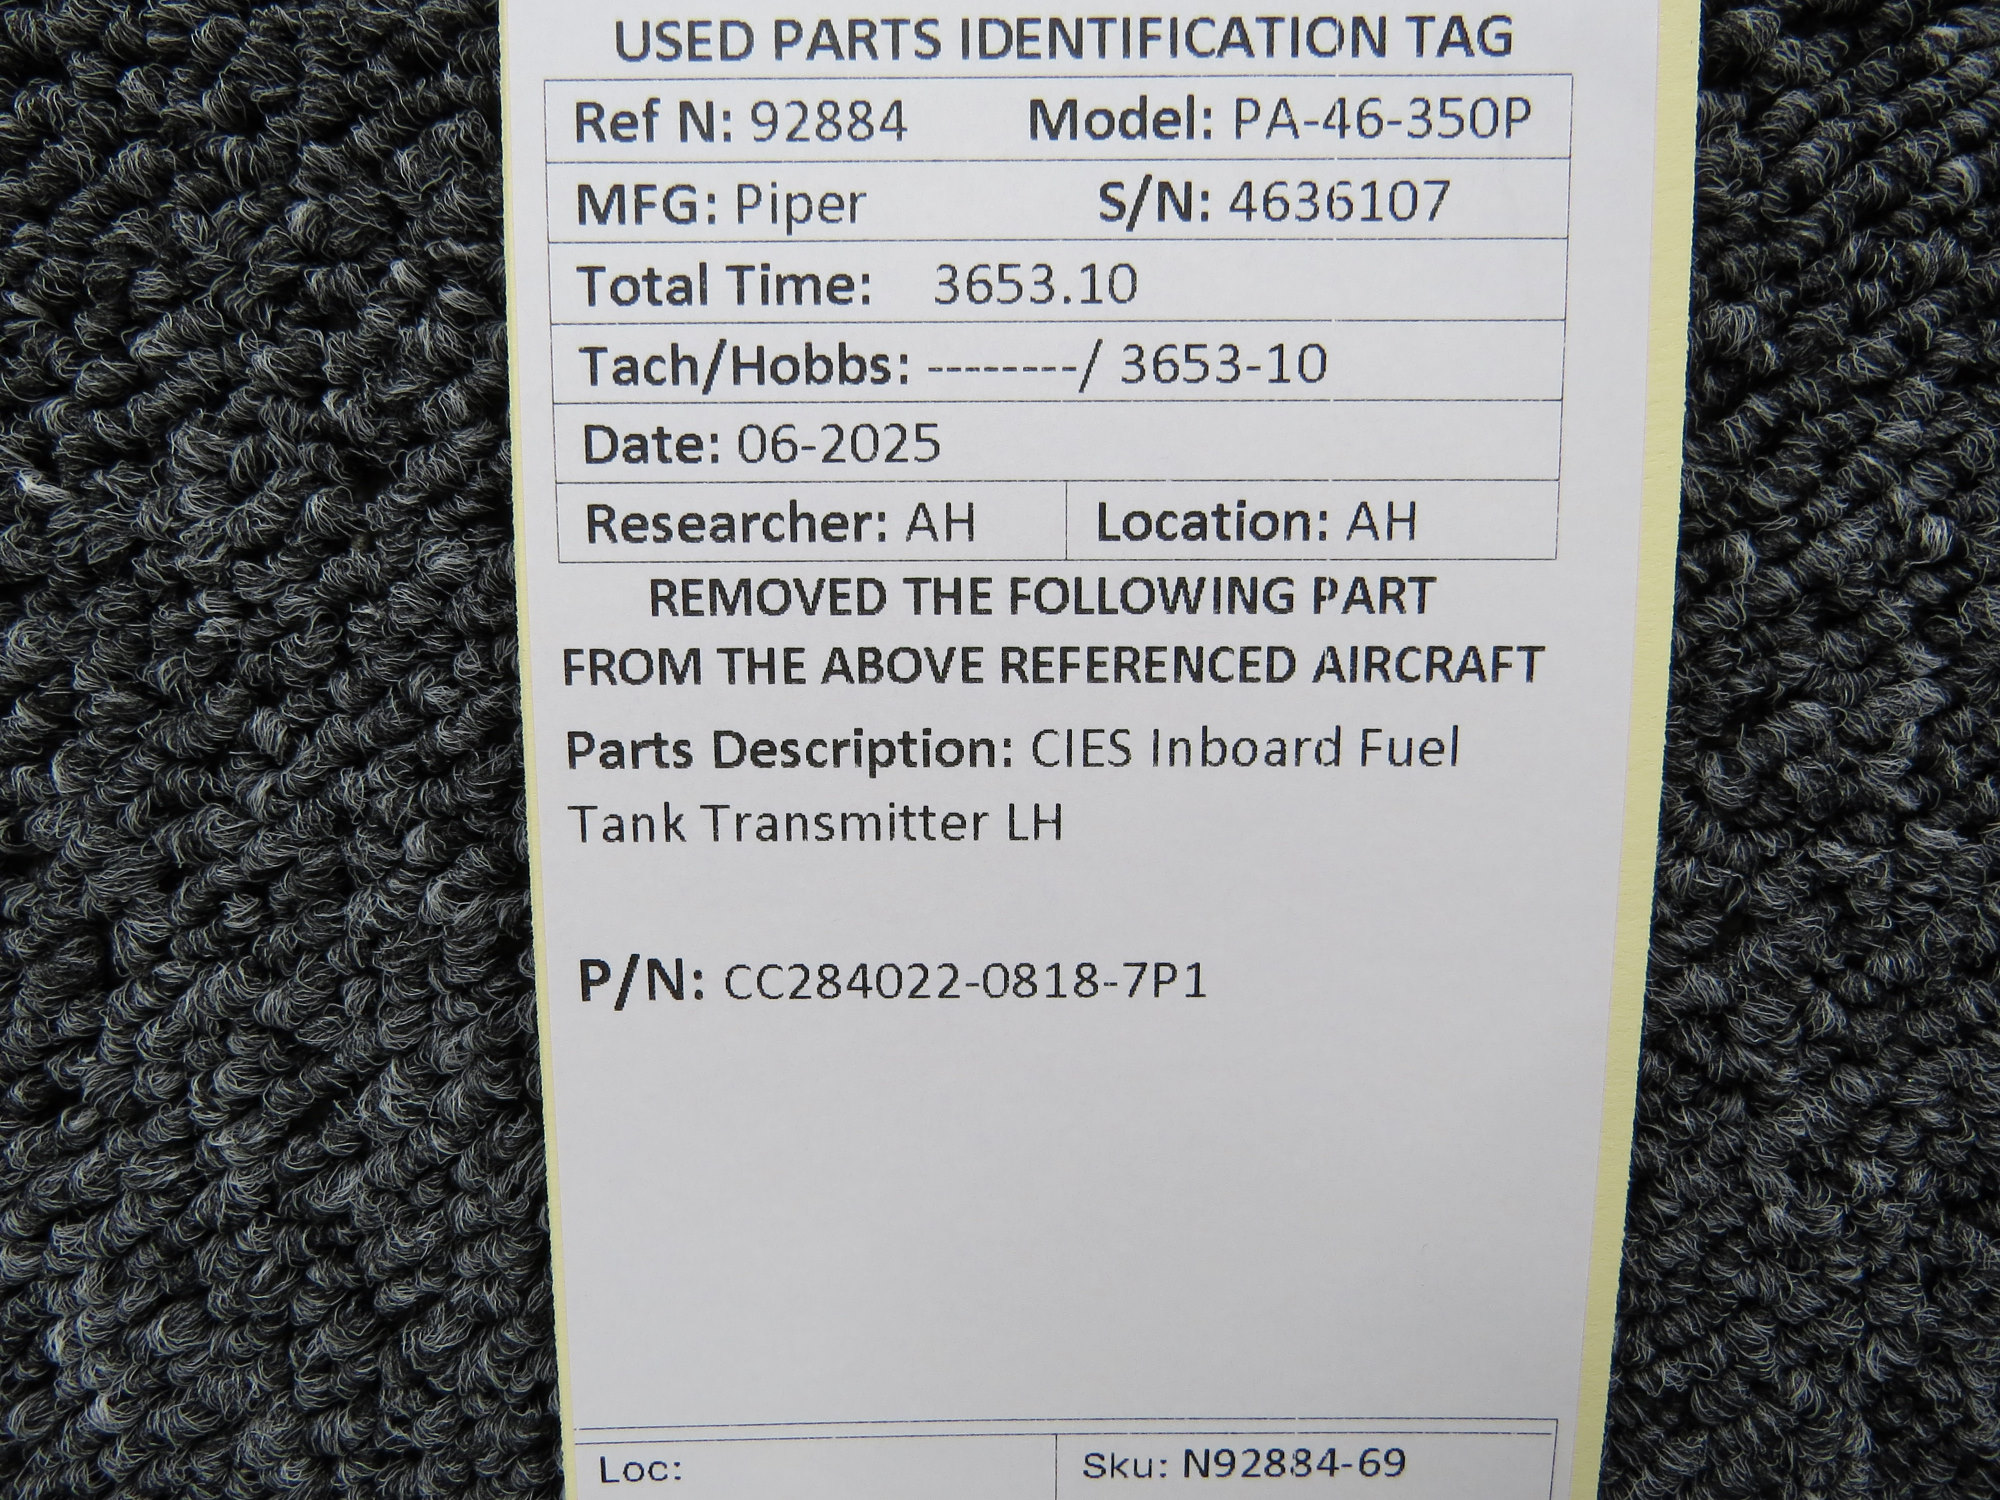 USED PARTS IDENTIFICATION TAG
Ref N: 92884 Model: PA-46-350P
MFG: Piper S/N: 4636107
Total Time: 3653.10
Tach/Hobbs: --------/ 3653-10
Date: 06-2025
Researcher: AH Location: AH
REMOVED THE FOLLOWING PART
FROM THE ABOVE REFERENCED AIRCRAFT
Parts Description: CIES Inboard Fuel
Tank Transmitter LH
P/N: CC284022-0818-7P1
Loc: Sku: N92884-69